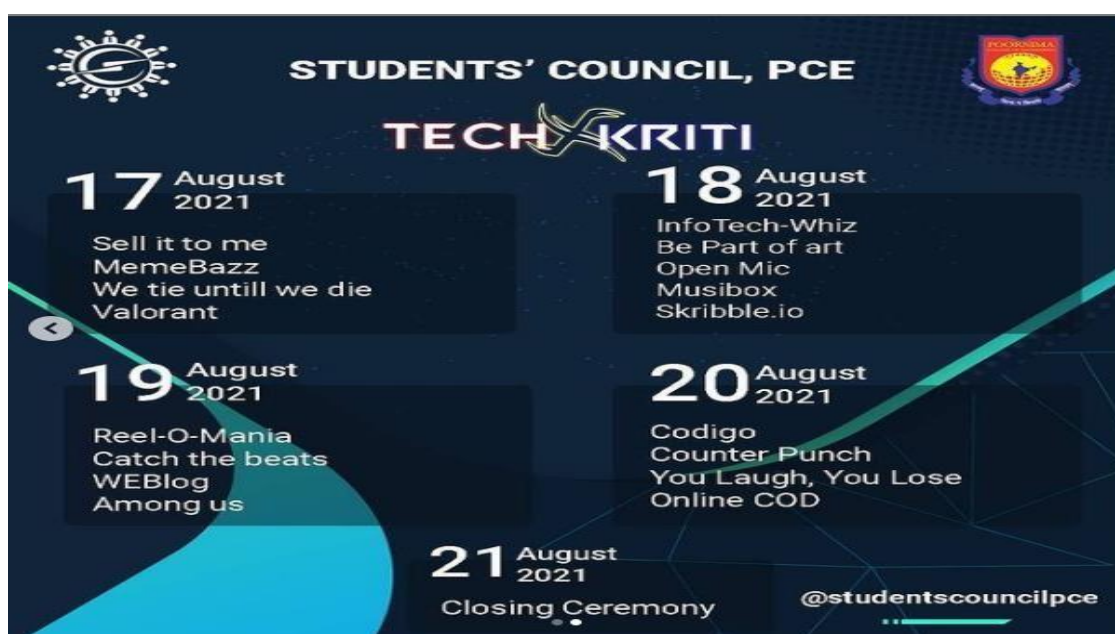 STUDENTS' COUNCIL, PCE
POORNIMA
TECH KRITI
17 August
2021
Sell it to me
MemeBazz
We tie untill we die
Valorant
18 August
2021
InfoTech-Whiz
Be Part of art
Open Mic
Musibox
Skribble.io
19 August
2021
Reel-O-Mania
Catch the beats
WEBlog
Among us
20 August
2021
Codigo
Counter Punch
You Laugh, You Lose
Online COD
21 August
2021
Closing Ceremony
@studentscouncilpce